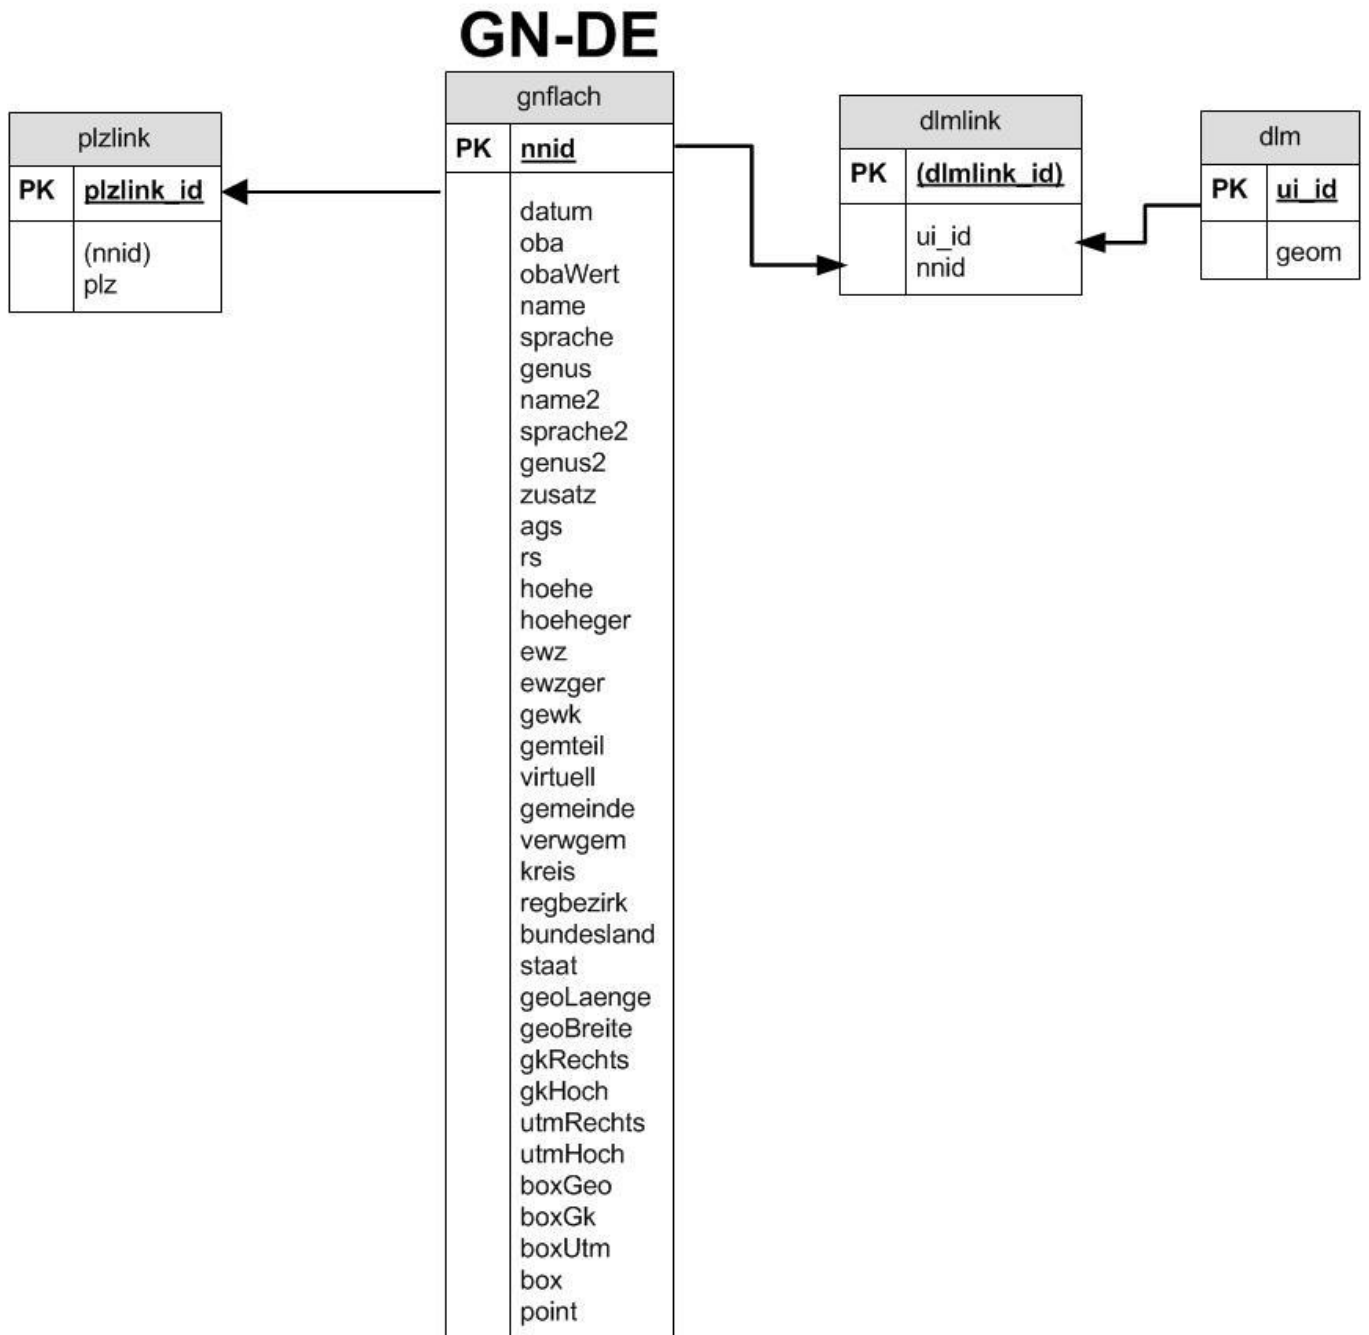 GN-DE
plzlink
PK plzlink_id
(nnid)
plz
gnflach
PK nnid
datum
oba
obaWert
name
sprache
genus
name2
sprache2
genus2
zusatz
ags
rs
hoehe
hoeheger
ewz
ewzger
gewk
gemteil
virtuell
gemeinde
verwgem
kreis
regbezirk
bundesland
staat
geoLaenge
geoBreite
gkRechts
gkHoch
utmRechts
utmHoch
boxGeo
boxGk
boxUtm
box
point
dlmlink
PK (dlmlink_id)
ui_id
nnid
dlm
PK ui_id
geom